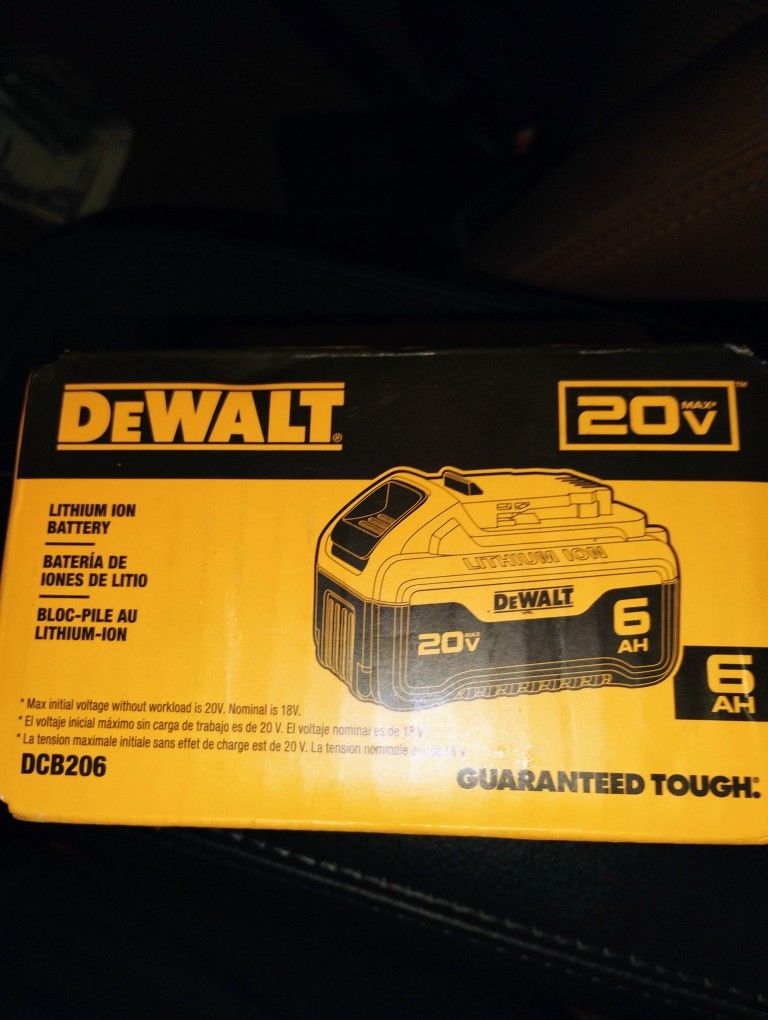 DEWALT®
20V MAX* ™
LITHIUM ION
BATTERY
BATERÍA DE
IONES DE LITIO
BLOC-PILE AU
LITHIUM-ION
LITHIUM ION
DEWALT
20V MAX
6
AH
6
AH
* Max initial voltage without workload is 20V. Nominal is 18V.
* El voltaje inicial máximo sin carga de trabajo es de 20 V. El voltaje nominal es de 18 V.
* La tension maximale initiale sans effet de charge est de 20 V. La tension nominale est de 18 V.
DCB206
GUARANTEED TOUGH.®